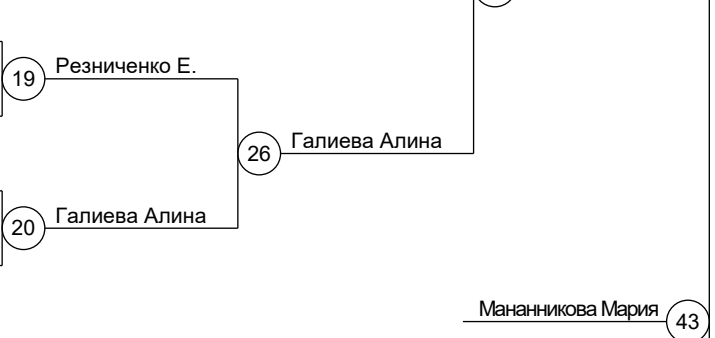 19 Резниченко Е.
26 Галиева Алина
20 Галиева Алина
Мананникова Мария 43